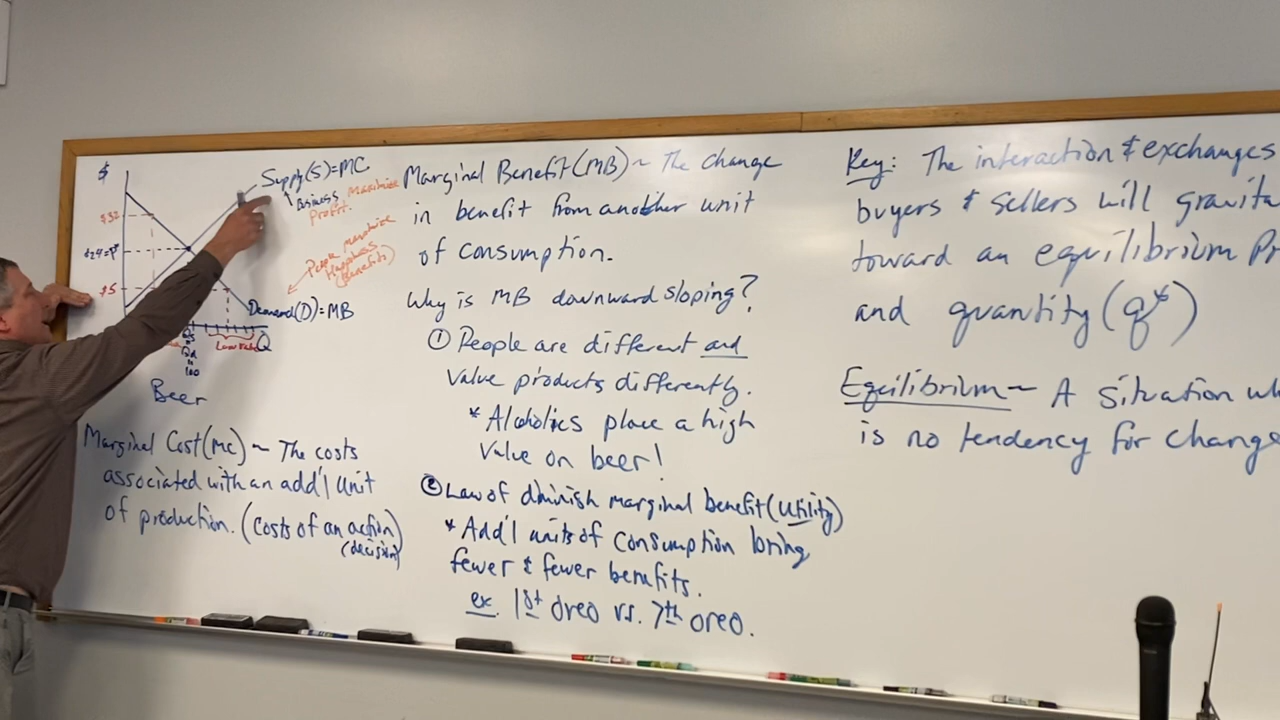 $
$32
$24=P*
$5
Supply(S)=MC
Business Maximize
Profit.
People maximize
Happiness
(Benefits)
Demand(D)=MB
Q
100
Beer
Marginal Cost(MC) ~ The costs
associated with an add'l unit
of production. (Costs of an action)
(decision)
Marginal Benefit(MB) ~ The change
in benefit from another unit
of consumption.
Why is MB downward sloping?
① People are different and
value products differently.
* Alcoholics place a high
value on beer!
② Law of diminish marginal benefit(Utility)
* Add'l units of consumption bring
fewer & fewer benefits.
ex. 1st oreo vs. 7th oreo.
Key: The interaction & exchanges
buyers & sellers will gravita
toward an equilibrium Pr
and quantity (q*)
Equilibrium ~ A situation wh
is no tendency for change